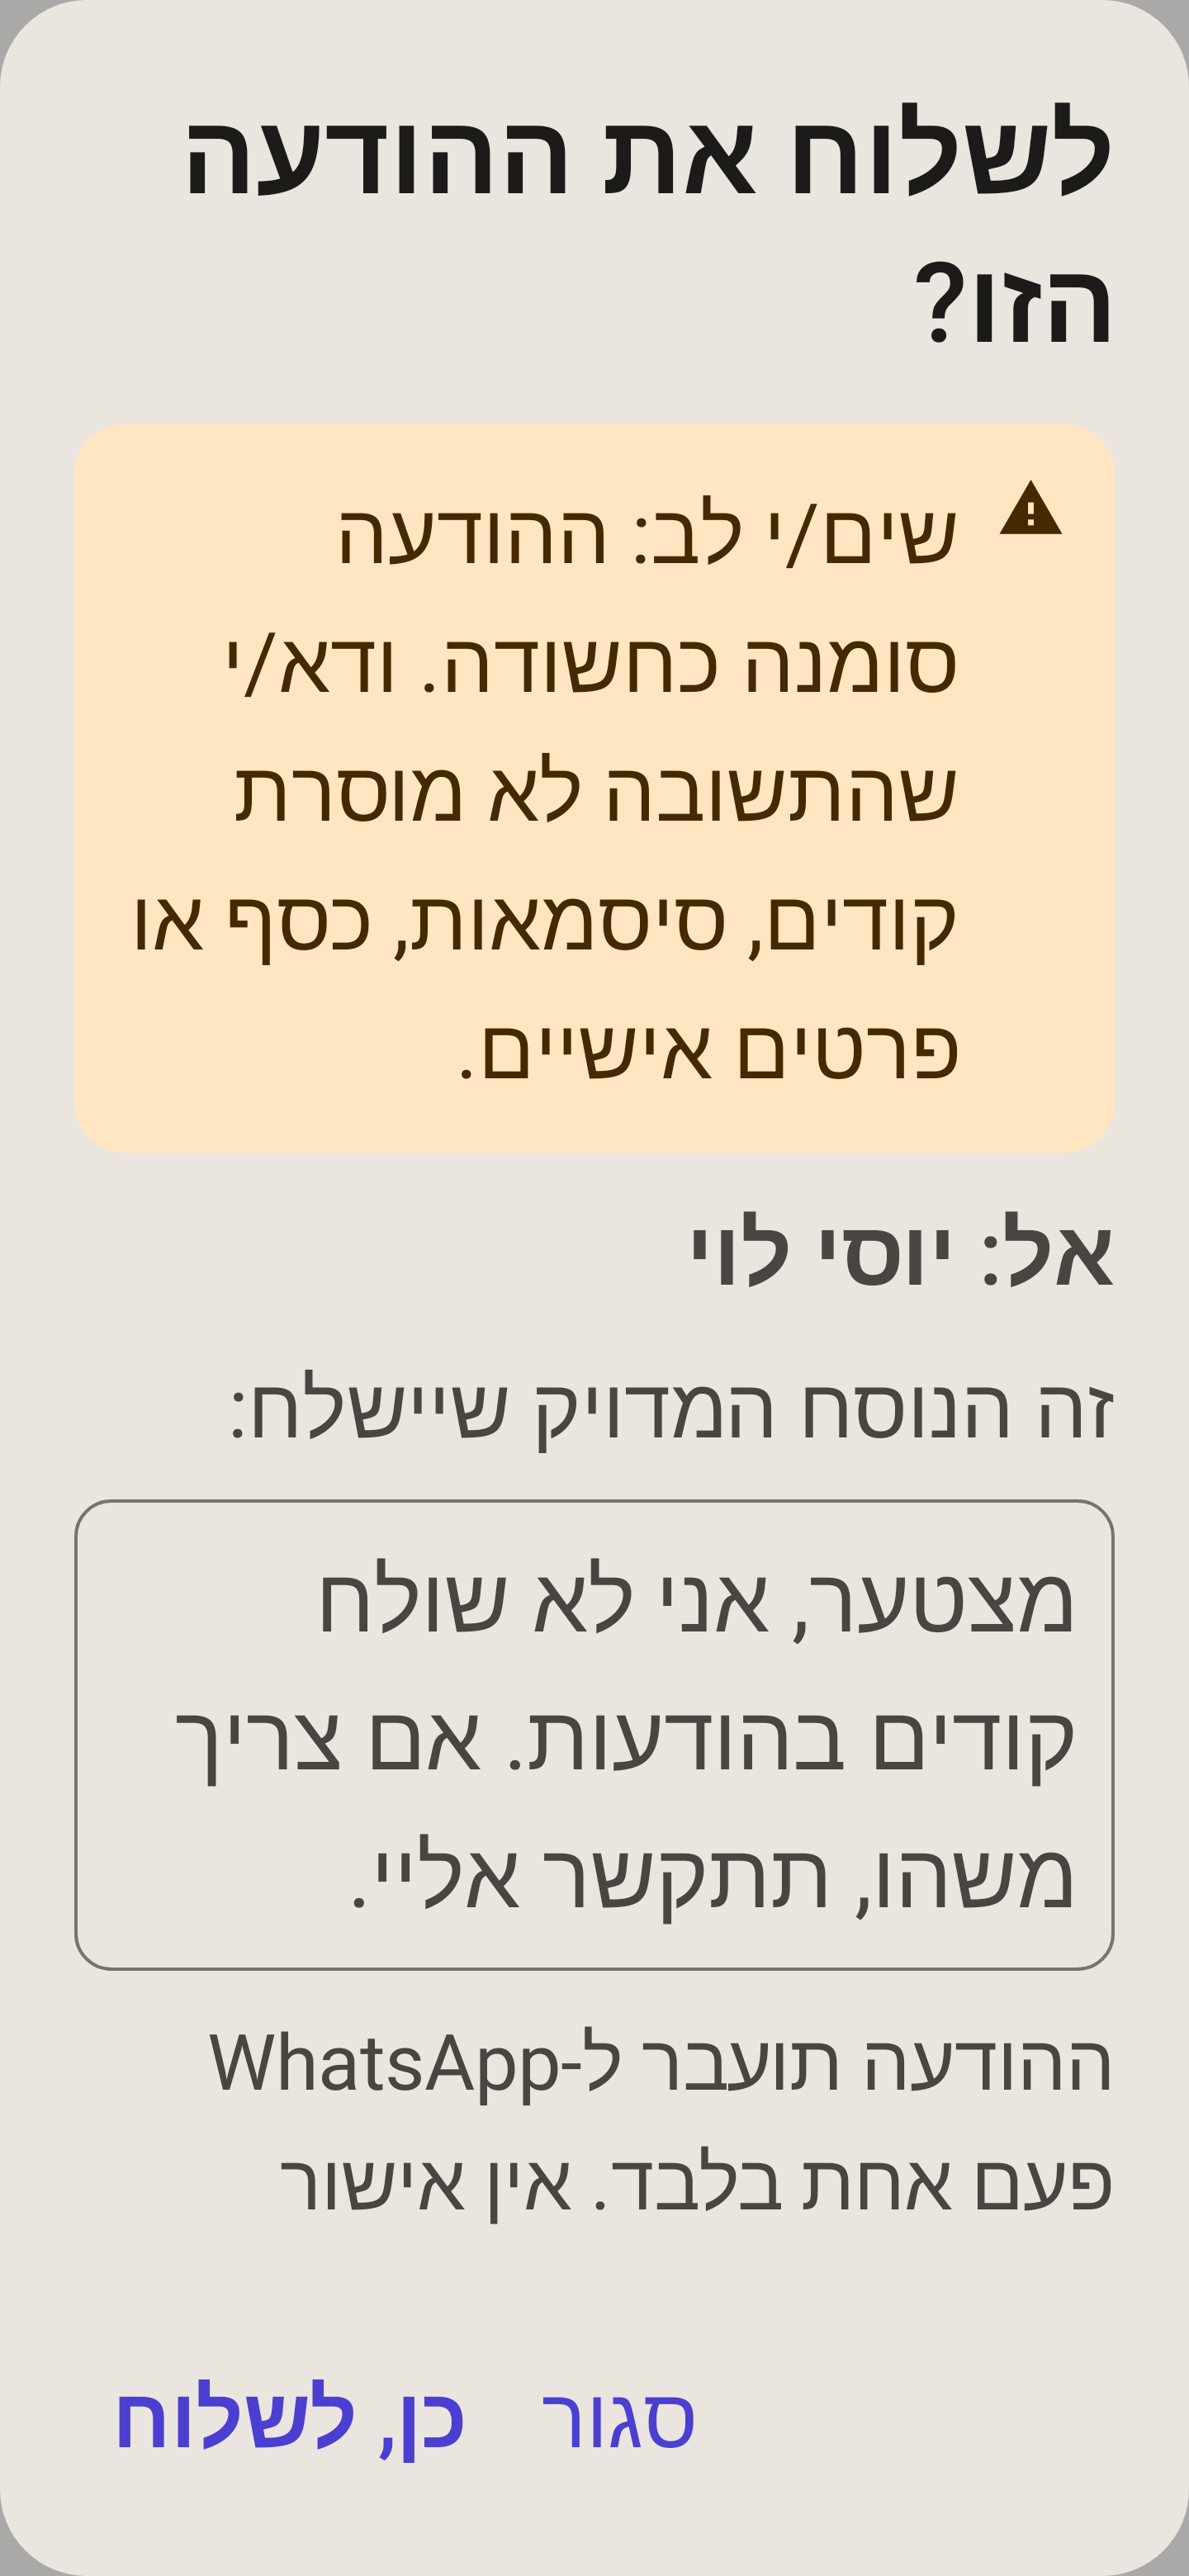 לשלוח את ההודעה
הזו?
שים/י לב: ההודעה
סומנה כחשודה. ודא/י
שהתשובה לא מוסרת
קודים, סיסמאות, כסף או
פרטים אישיים.
אל: יוסי לוי
זה הנוסח המדויק שיישלח:
מצטער, אני לא שולח
קודים בהודעות. אם צריך
משהו, תתקשר אליי.
ההודעה תועבר ל-WhatsApp
פעם אחת בלבד. אין אישור
סגור
כן, לשלוח